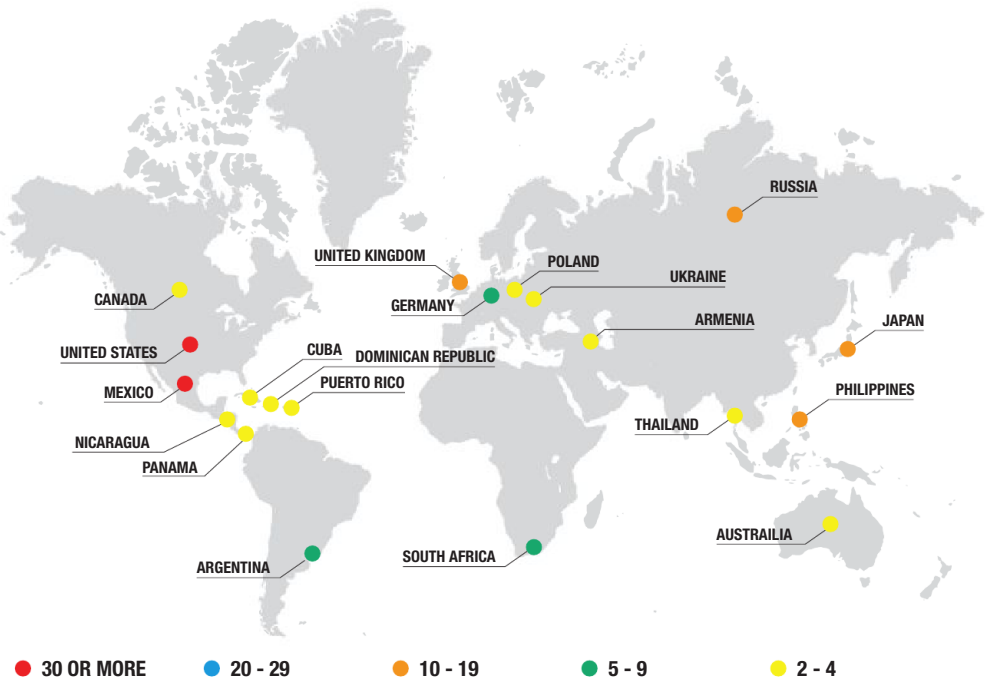 RUSSIA
UNITED KINGDOM
POLAND
UKRAINE
CANADA
GERMANY
ARMENIA
JAPAN
UNITED STATES
CUBA
DOMINICAN REPUBLIC
MEXICO
PUERTO RICO
PHILIPPINES
NICARAGUA
THAILAND
PANAMA
AUSTRAILIA
ARGENTINA
SOUTH AFRICA
30 OR MORE
20 - 29
10 - 19
5 - 9
2 - 4